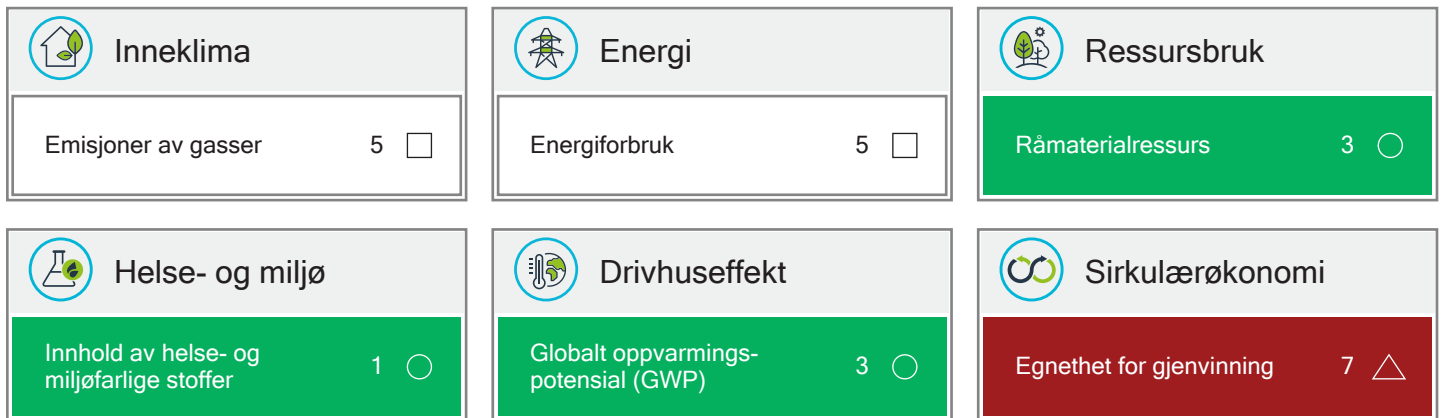 Inneklima
Emisjoner av gasser 5
Energi
Energiforbruk 5
Ressursbruk
Råmaterialressurs 3
Helse- og miljø
Innhold av helse- og
miljøfarlige stoffer 1
Drivhuseffekt
Globalt oppvarmings-
potensial (GWP) 3
Sirkulærøkonomi
Egnethet for gjenvinning 7